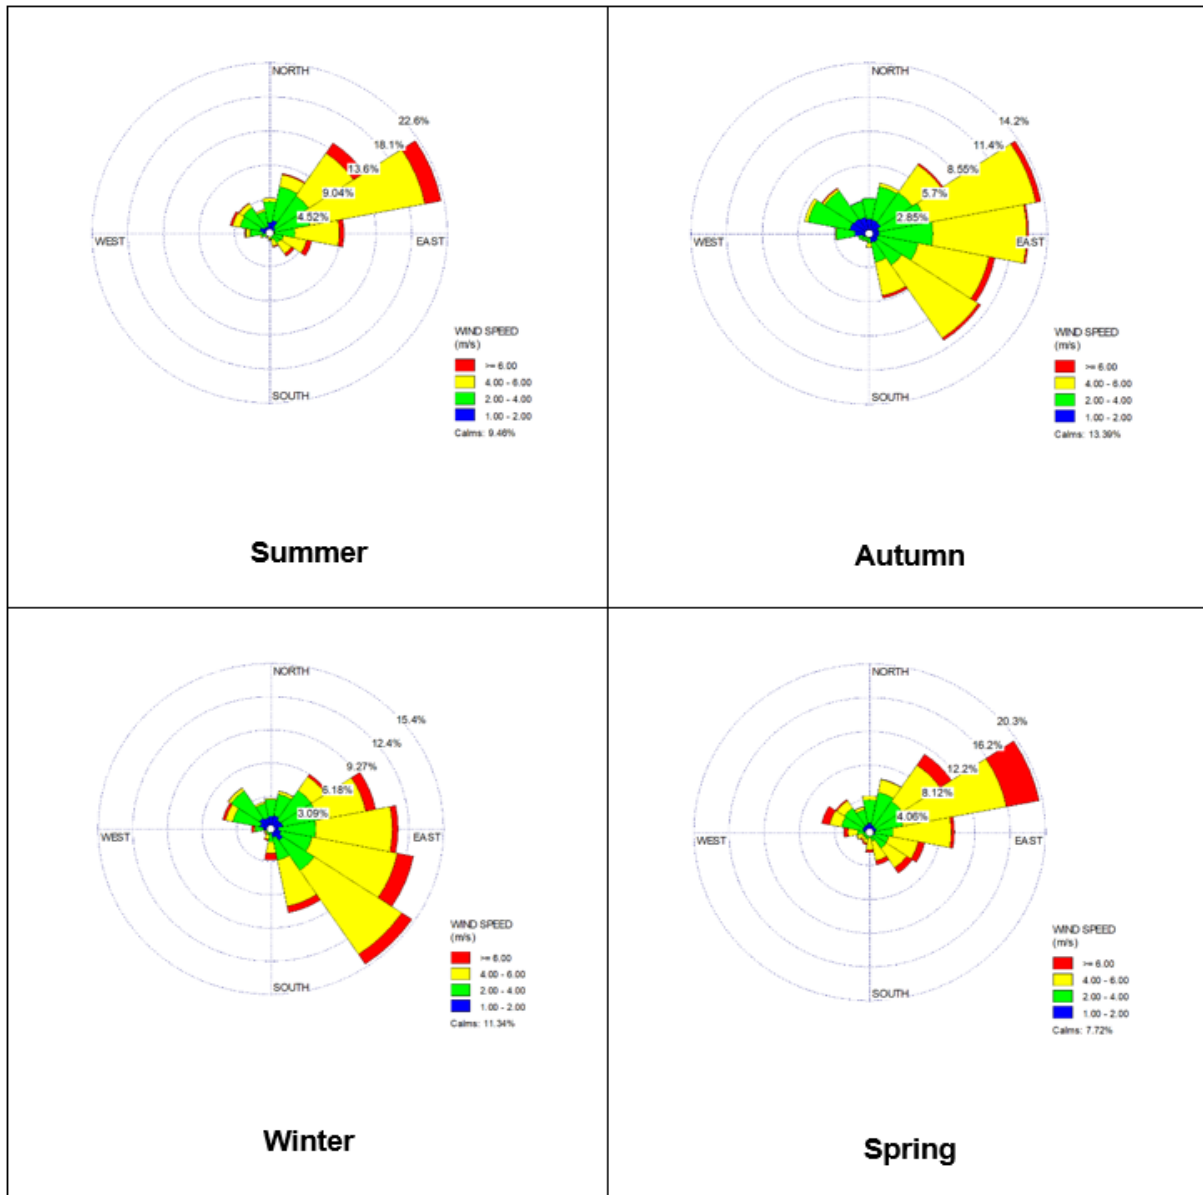 NORTH
22.6%
18.1%
13.6%
9.04%
4.52%
WEST
EAST
WIND SPEED
(m/s)
>= 6.00
4.00 - 6.00
2.00 - 4.00
1.00 - 2.00
Calms: 9.46%
SOUTH
Summer
NORTH
14.2%
11.4%
8.55%
5.7%
2.85%
WEST
EAST
WIND SPEED
(m/s)
>= 6.00
4.00 - 6.00
2.00 - 4.00
1.00 - 2.00
Calms: 13.39%
SOUTH
Autumn
NORTH
15.4%
12.4%
9.27%
6.18%
3.09%
WEST
EAST
WIND SPEED
(m/s)
>= 6.00
4.00 - 6.00
2.00 - 4.00
1.00 - 2.00
Calms: 11.34%
SOUTH
Winter
NORTH
20.3%
16.2%
12.2%
8.12%
4.06%
WEST
EAST
WIND SPEED
(m/s)
>= 6.00
4.00 - 6.00
2.00 - 4.00
1.00 - 2.00
Calms: 7.72%
SOUTH
Spring